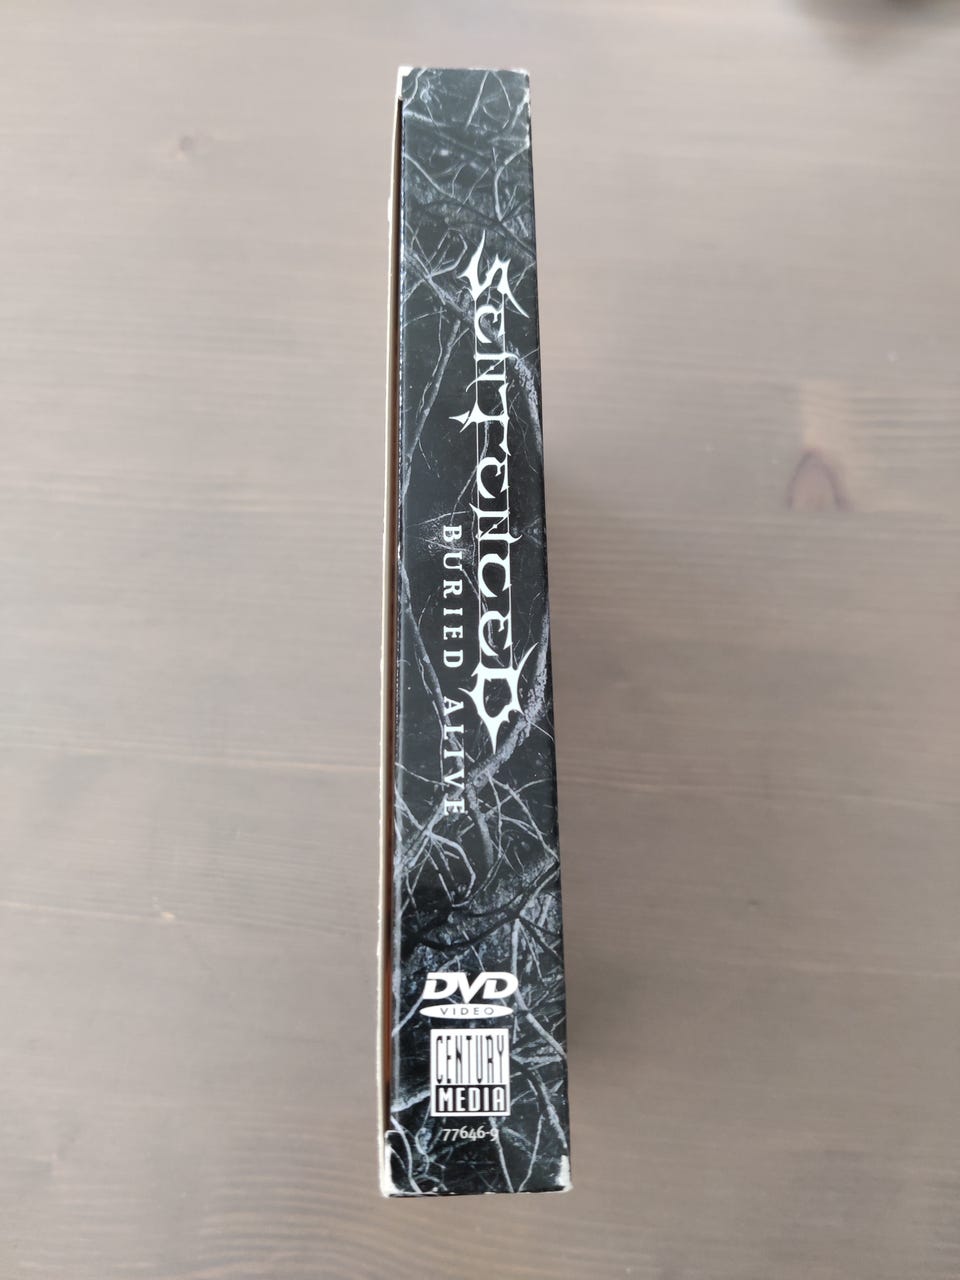 SENTENCED
BURIED ALIVE
DVD
VIDEO
CENTURY
MEDIA
77646-9